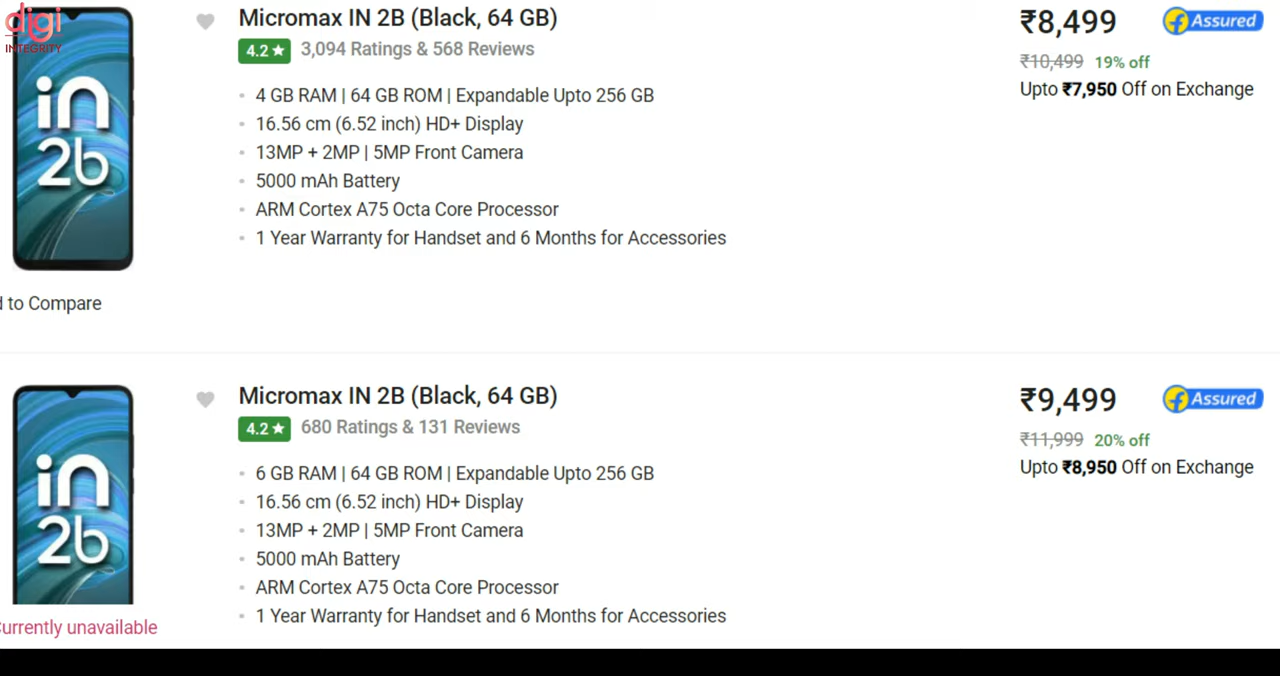 digi
INTEGRITY
in
2b
Micromax IN 2B (Black, 64 GB)
4.2★ 3,094 Ratings & 568 Reviews
4 GB RAM | 64 GB ROM | Expandable Upto 256 GB
16.56 cm (6.52 inch) HD+ Display
13MP + 2MP | 5MP Front Camera
5000 mAh Battery
ARM Cortex A75 Octa Core Processor
1 Year Warranty for Handset and 6 Months for Accessories
₹8,499 f Assured
₹10,499 19% off
Upto ₹7,950 Off on Exchange
d to Compare
in
2b
Micromax IN 2B (Black, 64 GB)
4.2★ 680 Ratings & 131 Reviews
6 GB RAM | 64 GB ROM | Expandable Upto 256 GB
16.56 cm (6.52 inch) HD+ Display
13MP + 2MP | 5MP Front Camera
5000 mAh Battery
ARM Cortex A75 Octa Core Processor
1 Year Warranty for Handset and 6 Months for Accessories
₹9,499 f Assured
₹11,999 20% off
Upto ₹8,950 Off on Exchange
Currently unavailable